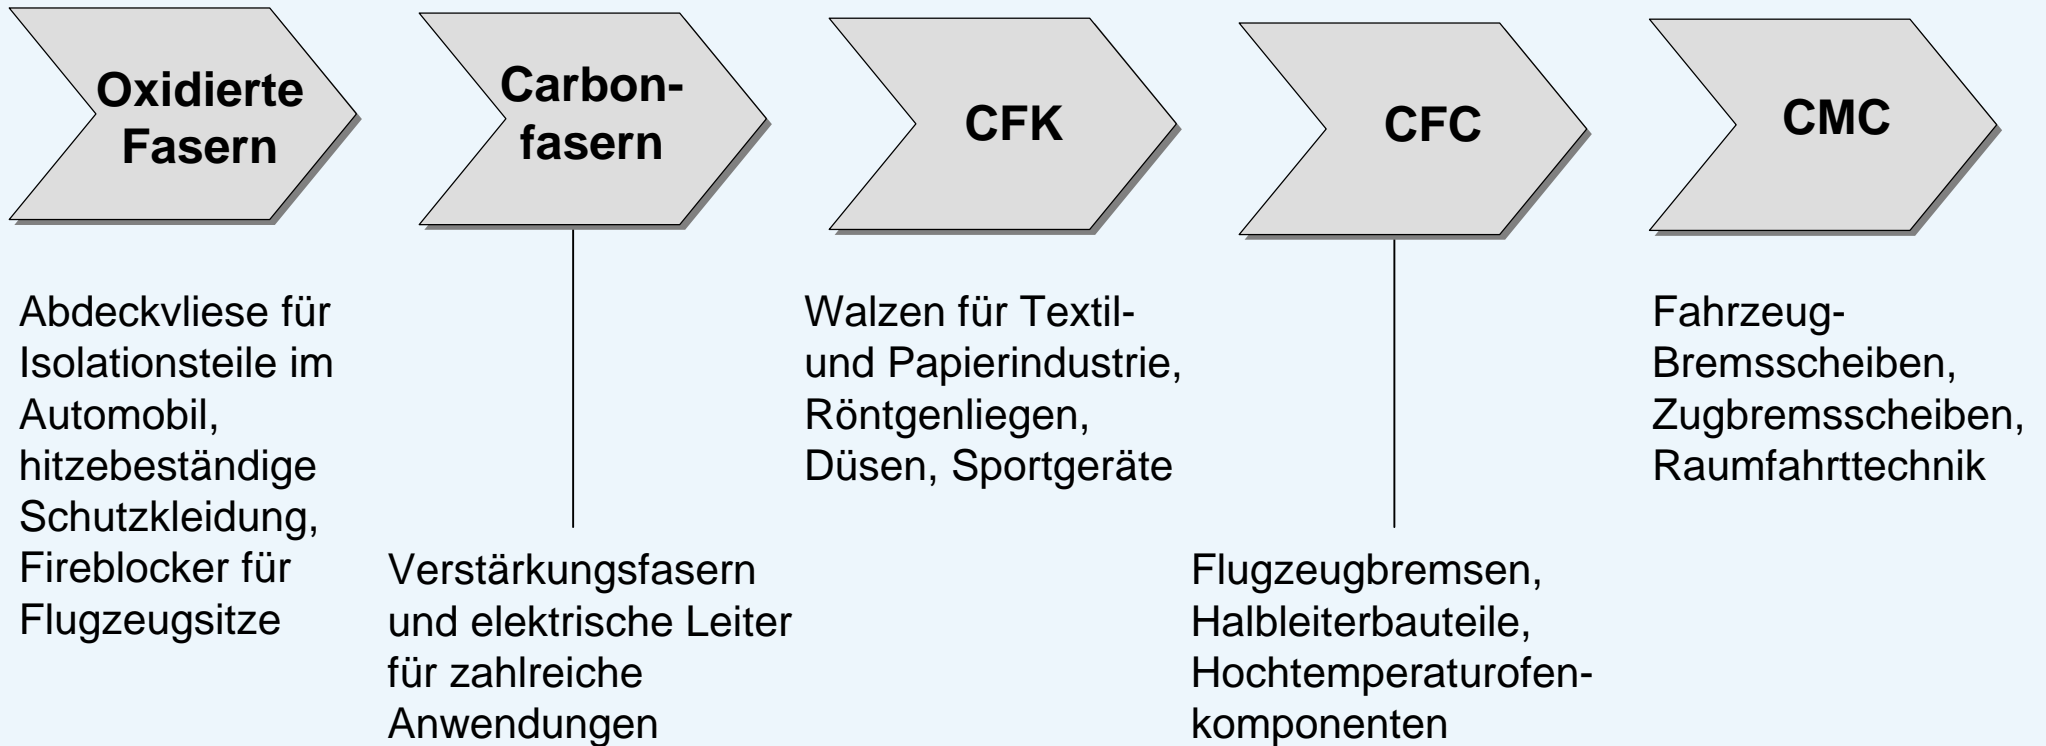 Oxidierte
Fasern
Carbon-
fasern
CFK
CFC
CMC
Abdeckvliese für
Isolationsteile im
Automobil,
hitzebeständige
Schutzkleidung,
Fireblocker für
Flugzeugsitze
Verstärkungsfasern
und elektrische Leiter
für zahlreiche
Anwendungen
Walzen für Textil-
und Papierindustrie,
Röntgenliegen,
Düsen, Sportgeräte
Flugzeugbremsen,
Halbleiterbauteile,
Hochtemperaturofen-
komponenten
Fahrzeug-
Bremsscheiben,
Zugbremsscheiben,
Raumfahrttechnik